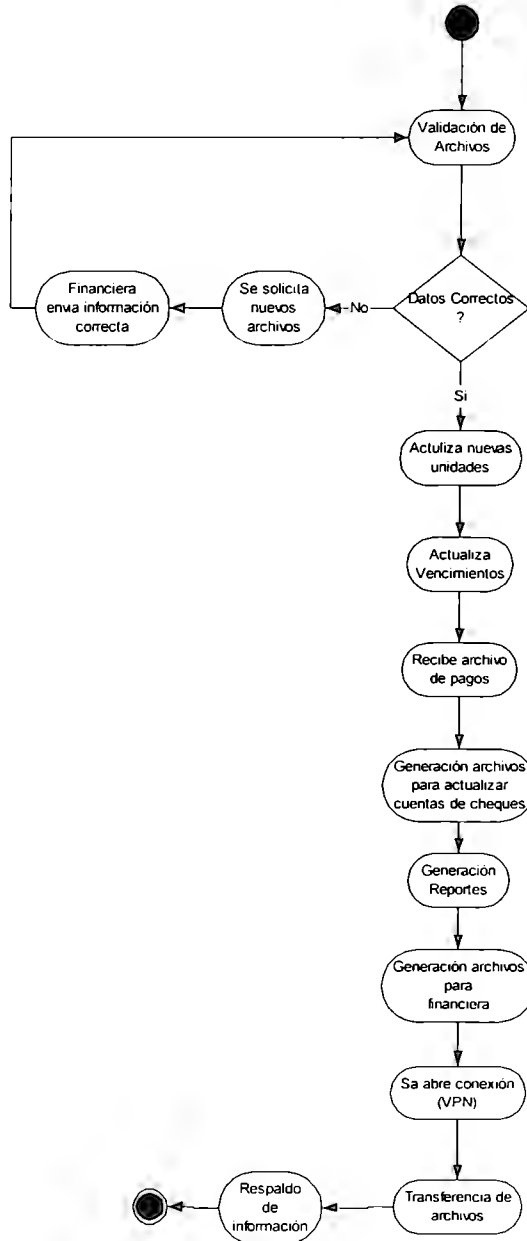 Validación de
Archivos
Datos Correctos
?
No
Se solicita
nuevos
archivos
Financiera
envia información
correcta
Si
Actuliza nuevas
unidades
Actualiza
Vencimientos
Recibe archivo
de pagos
Generación archivos
para actualizar
cuentas de cheques
Generación
Reportes
Generación archivos
para
financiera
Sa abre conexión
(VPN)
Transferencia de
archivos
Respaldo
de
información